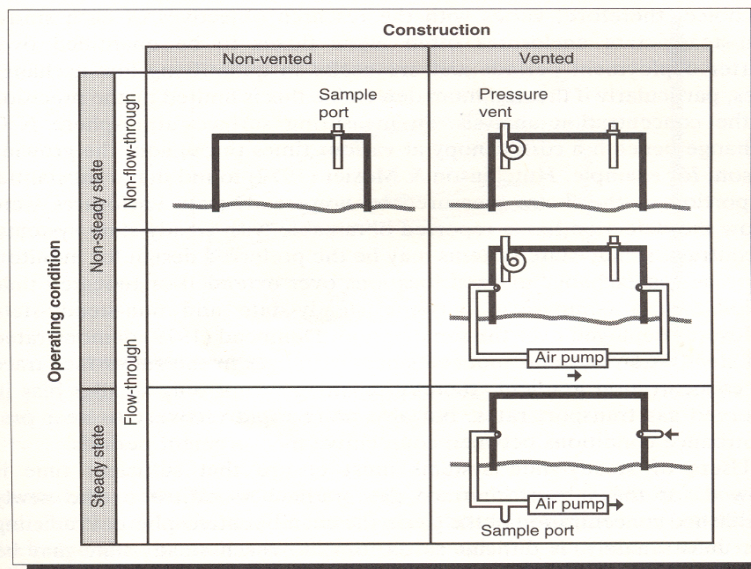 Construction
Non-vented
Vented
Operating condition
Non-steady state
Steady state
Non-flow-through
Flow-through
Sample
port
Pressure
vent
Air pump
Air pump
Sample port